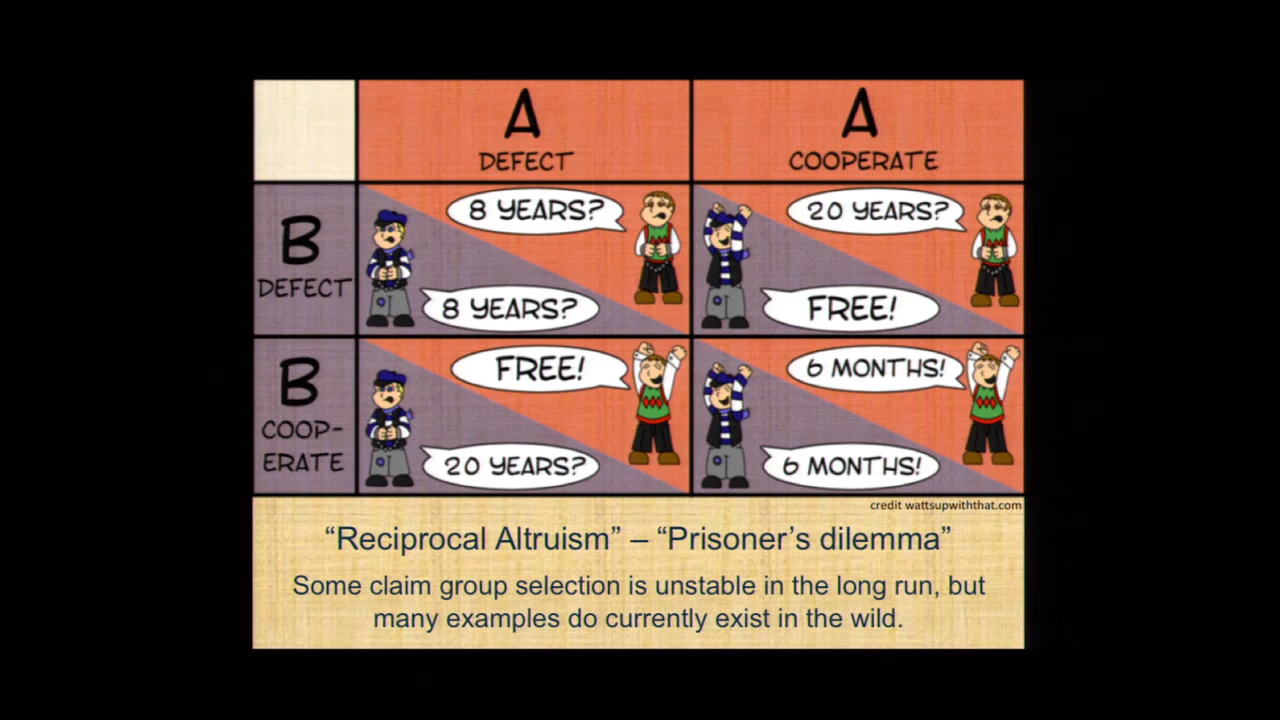 A
DEFECT
A
COOPERATE
B
DEFECT
8 YEARS?
8 YEARS?
20 YEARS?
FREE!
B
COOP-
ERATE
FREE!
20 YEARS?
6 MONTHS!
6 MONTHS!
credit wattsupwiththat.com
“Reciprocal Altruism” – “Prisoner’s dilemma”
Some claim group selection is unstable in the long run, but
many examples do currently exist in the wild.